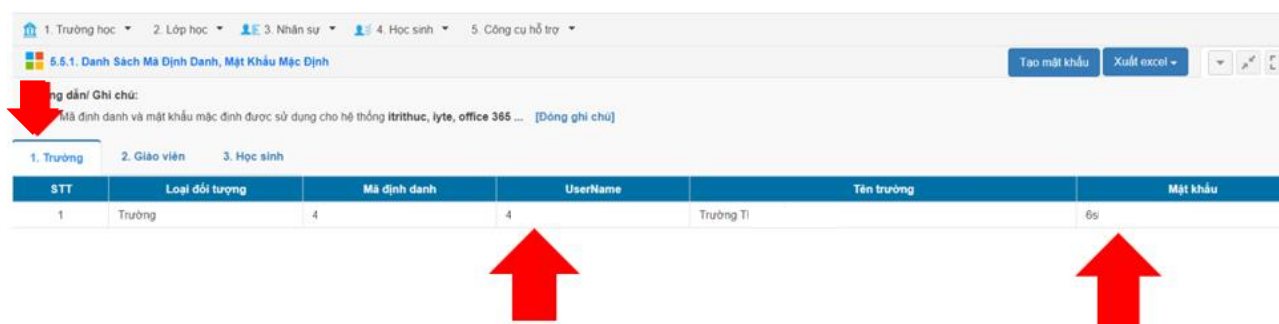 1. Trường học 2. Lớp học 3. Nhân sự 4. Học sinh 5. Công cụ hỗ trợ
5.5.1. Danh Sách Mã Định Danh, Mật Khẩu Mặc Định Tạo mật khẩu Xuất excel
dẫn/ Ghi chú:
Mã định danh và mật khẩu mặc định được sử dụng cho hệ thống itrithuc, iyte, office 365 ... [Đóng ghi chú]
1. Trường 2. Giáo viên 3. Học sinh
STT Loại đối tượng Mã định danh UserName Tên trường Mật khẩu
1 Trường 4 4 Trường